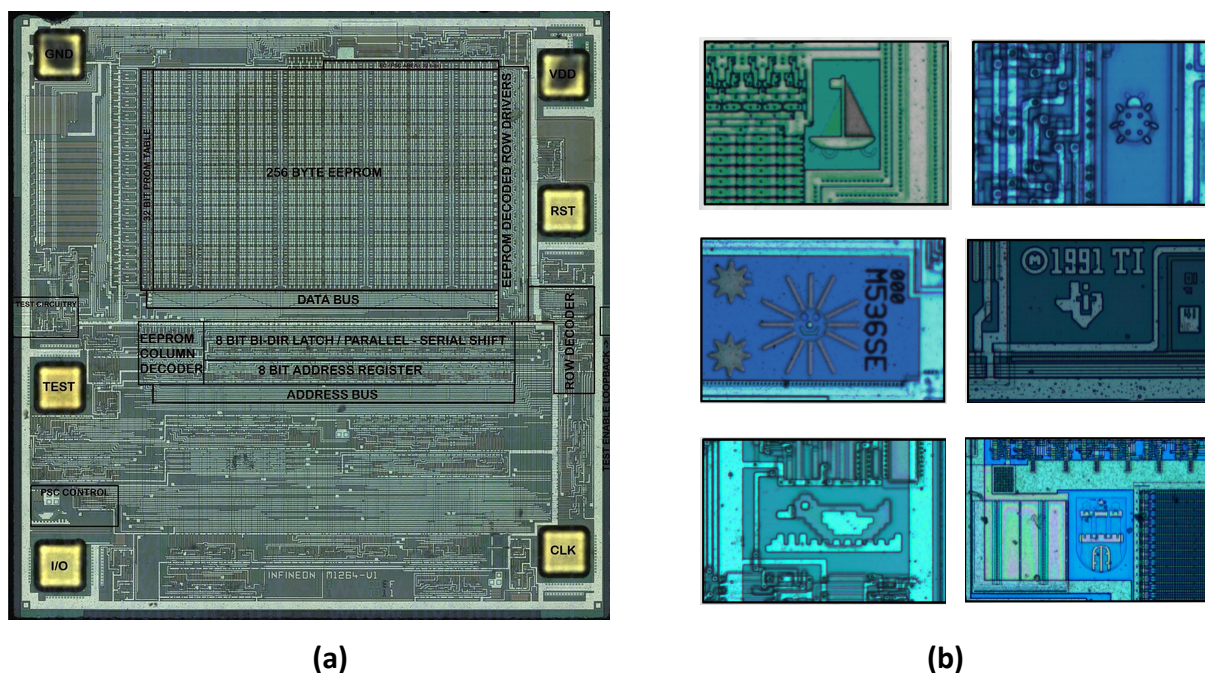 GND
VDD
32 BIT PROM TABLE
256 BYTE EEPROM
EEPROM DECODED ROW DRIVERS
RST
DATA BUS
TEST CIRCUITRY
EEPROM
COLUMN
DECODER
8 BIT BI-DIR LATCH / PARALLEL - SERIAL SHIFT
8 BIT ADDRESS REGISTER
ADDRESS BUS
ROW DECODER
TEST ENABLE LOOPBACK->
TEST
PSC CONTROL
I/O
CLK
INFINEON M1264-V1
(a)
000
M536SE
Ⓜ1991 TI
(b)